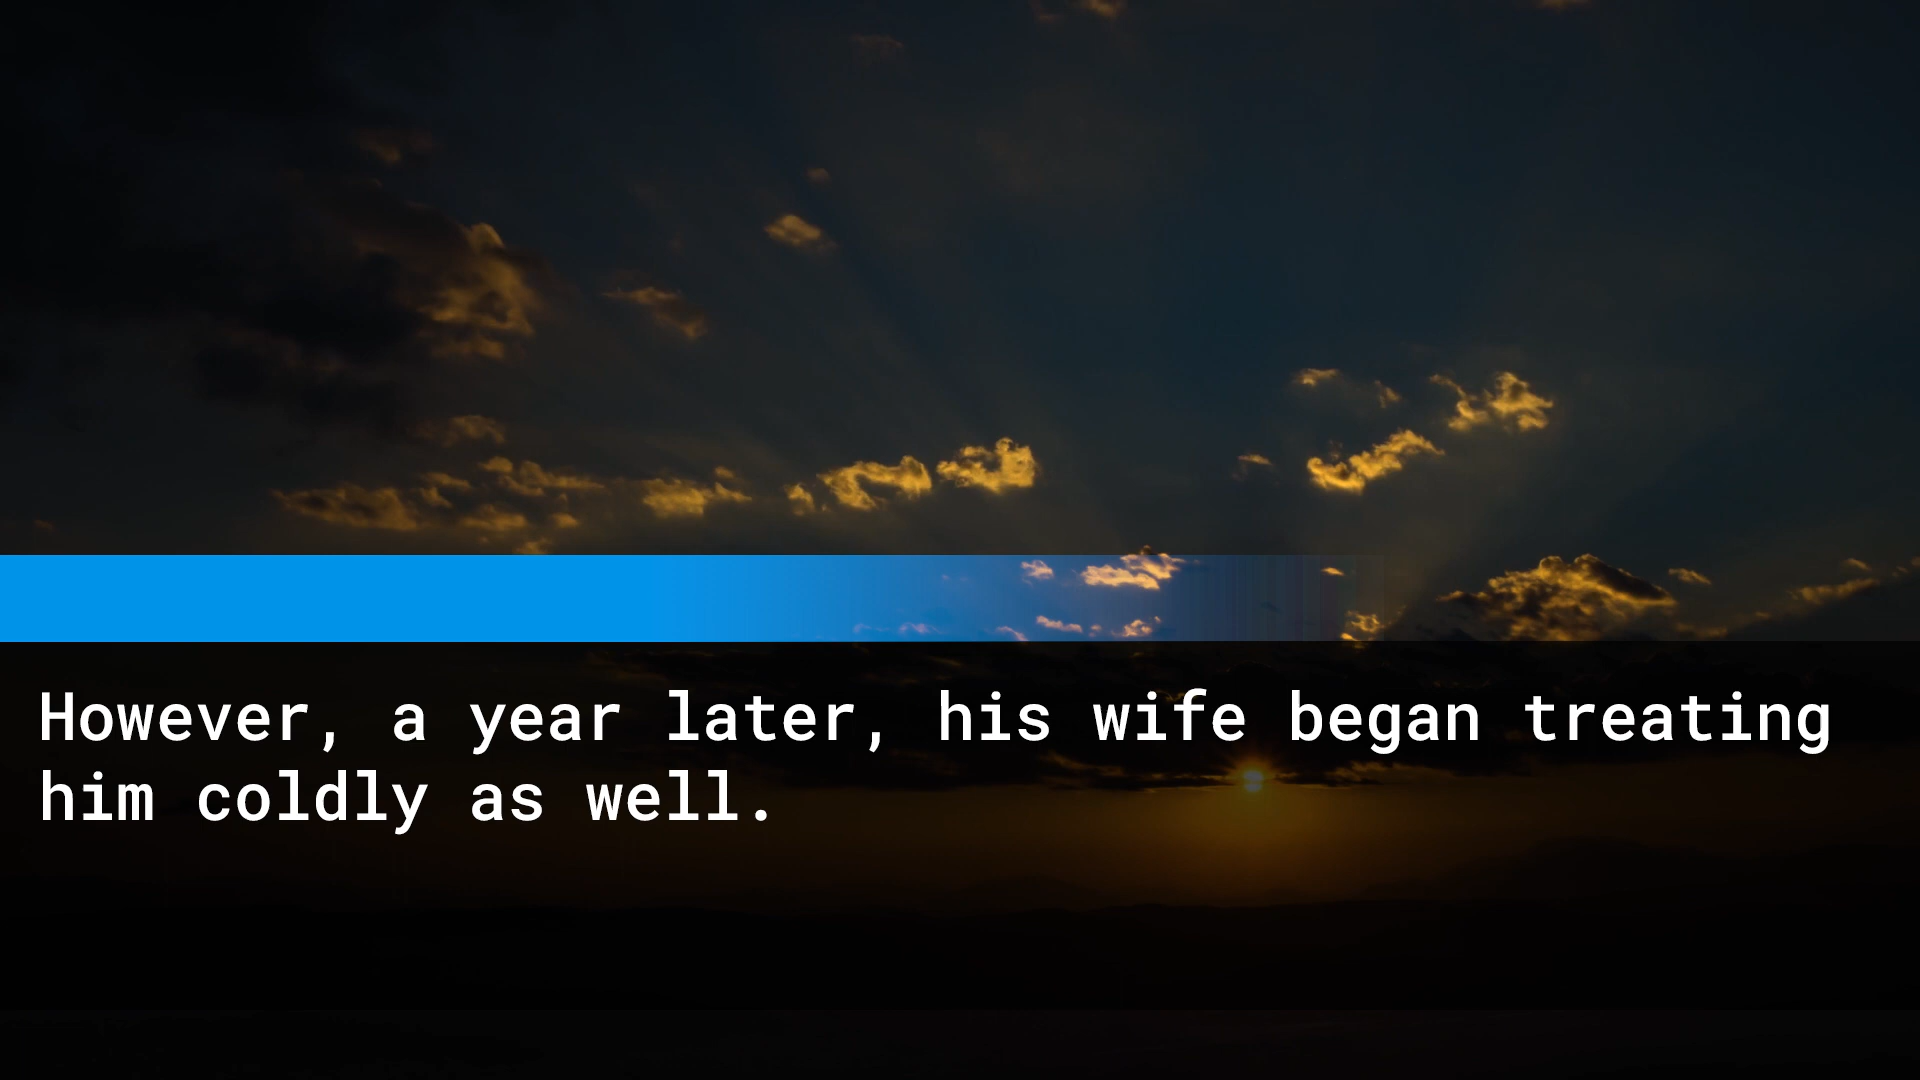 However, a year later, his wife began treating
him coldly as well.